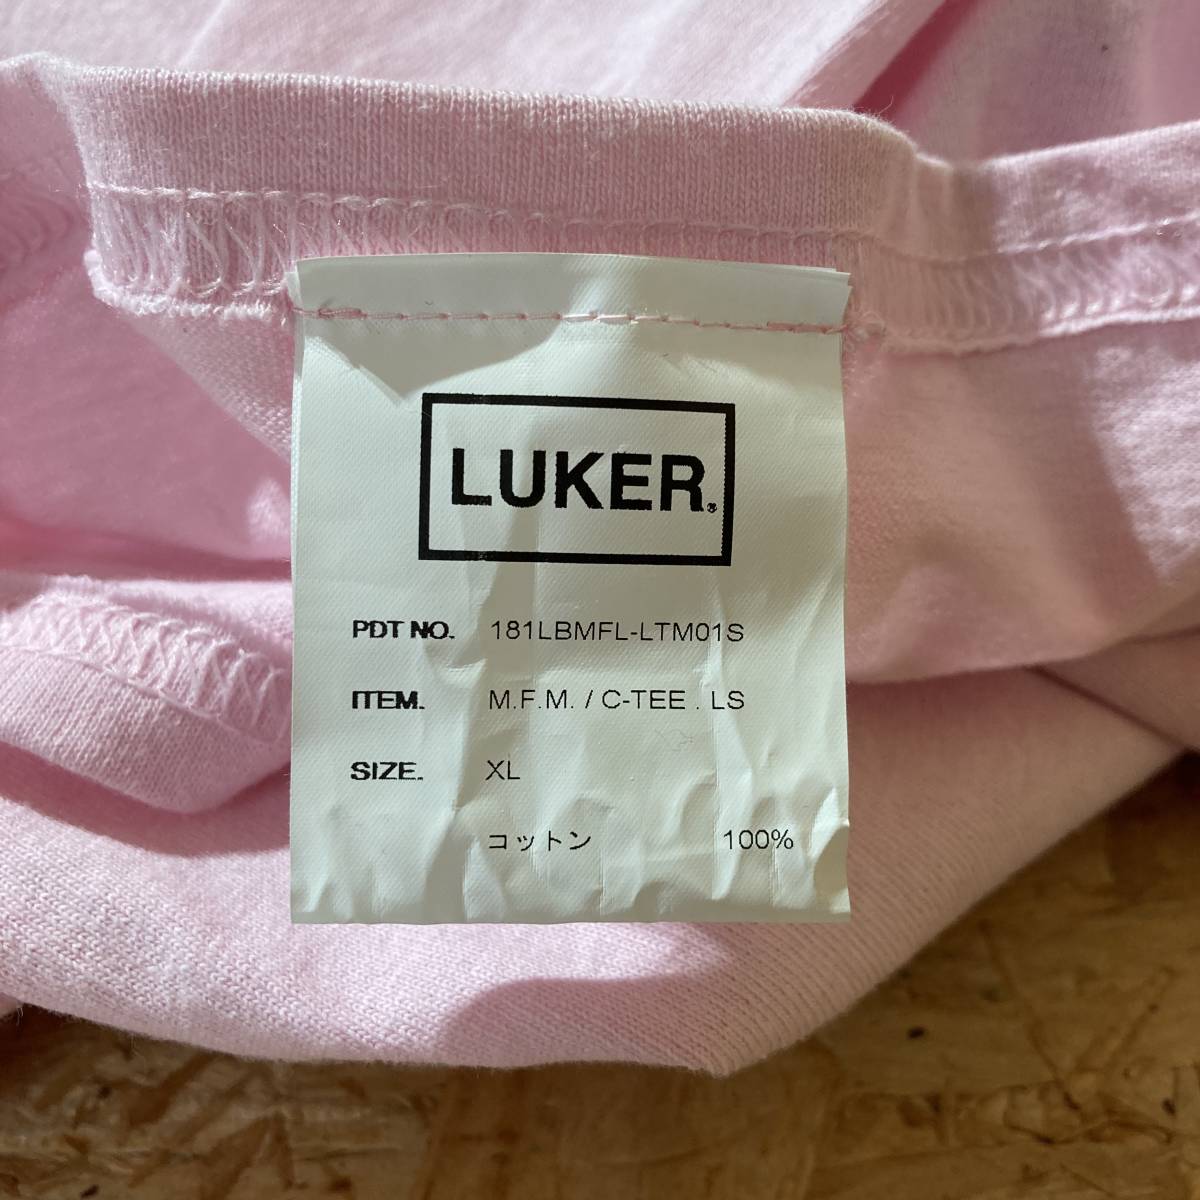 LUKER®
PDT NO. 181LBMFL-LTM01S
ITEM. M.F.M. / C-TEE . LS
SIZE. XL
コットン 100%